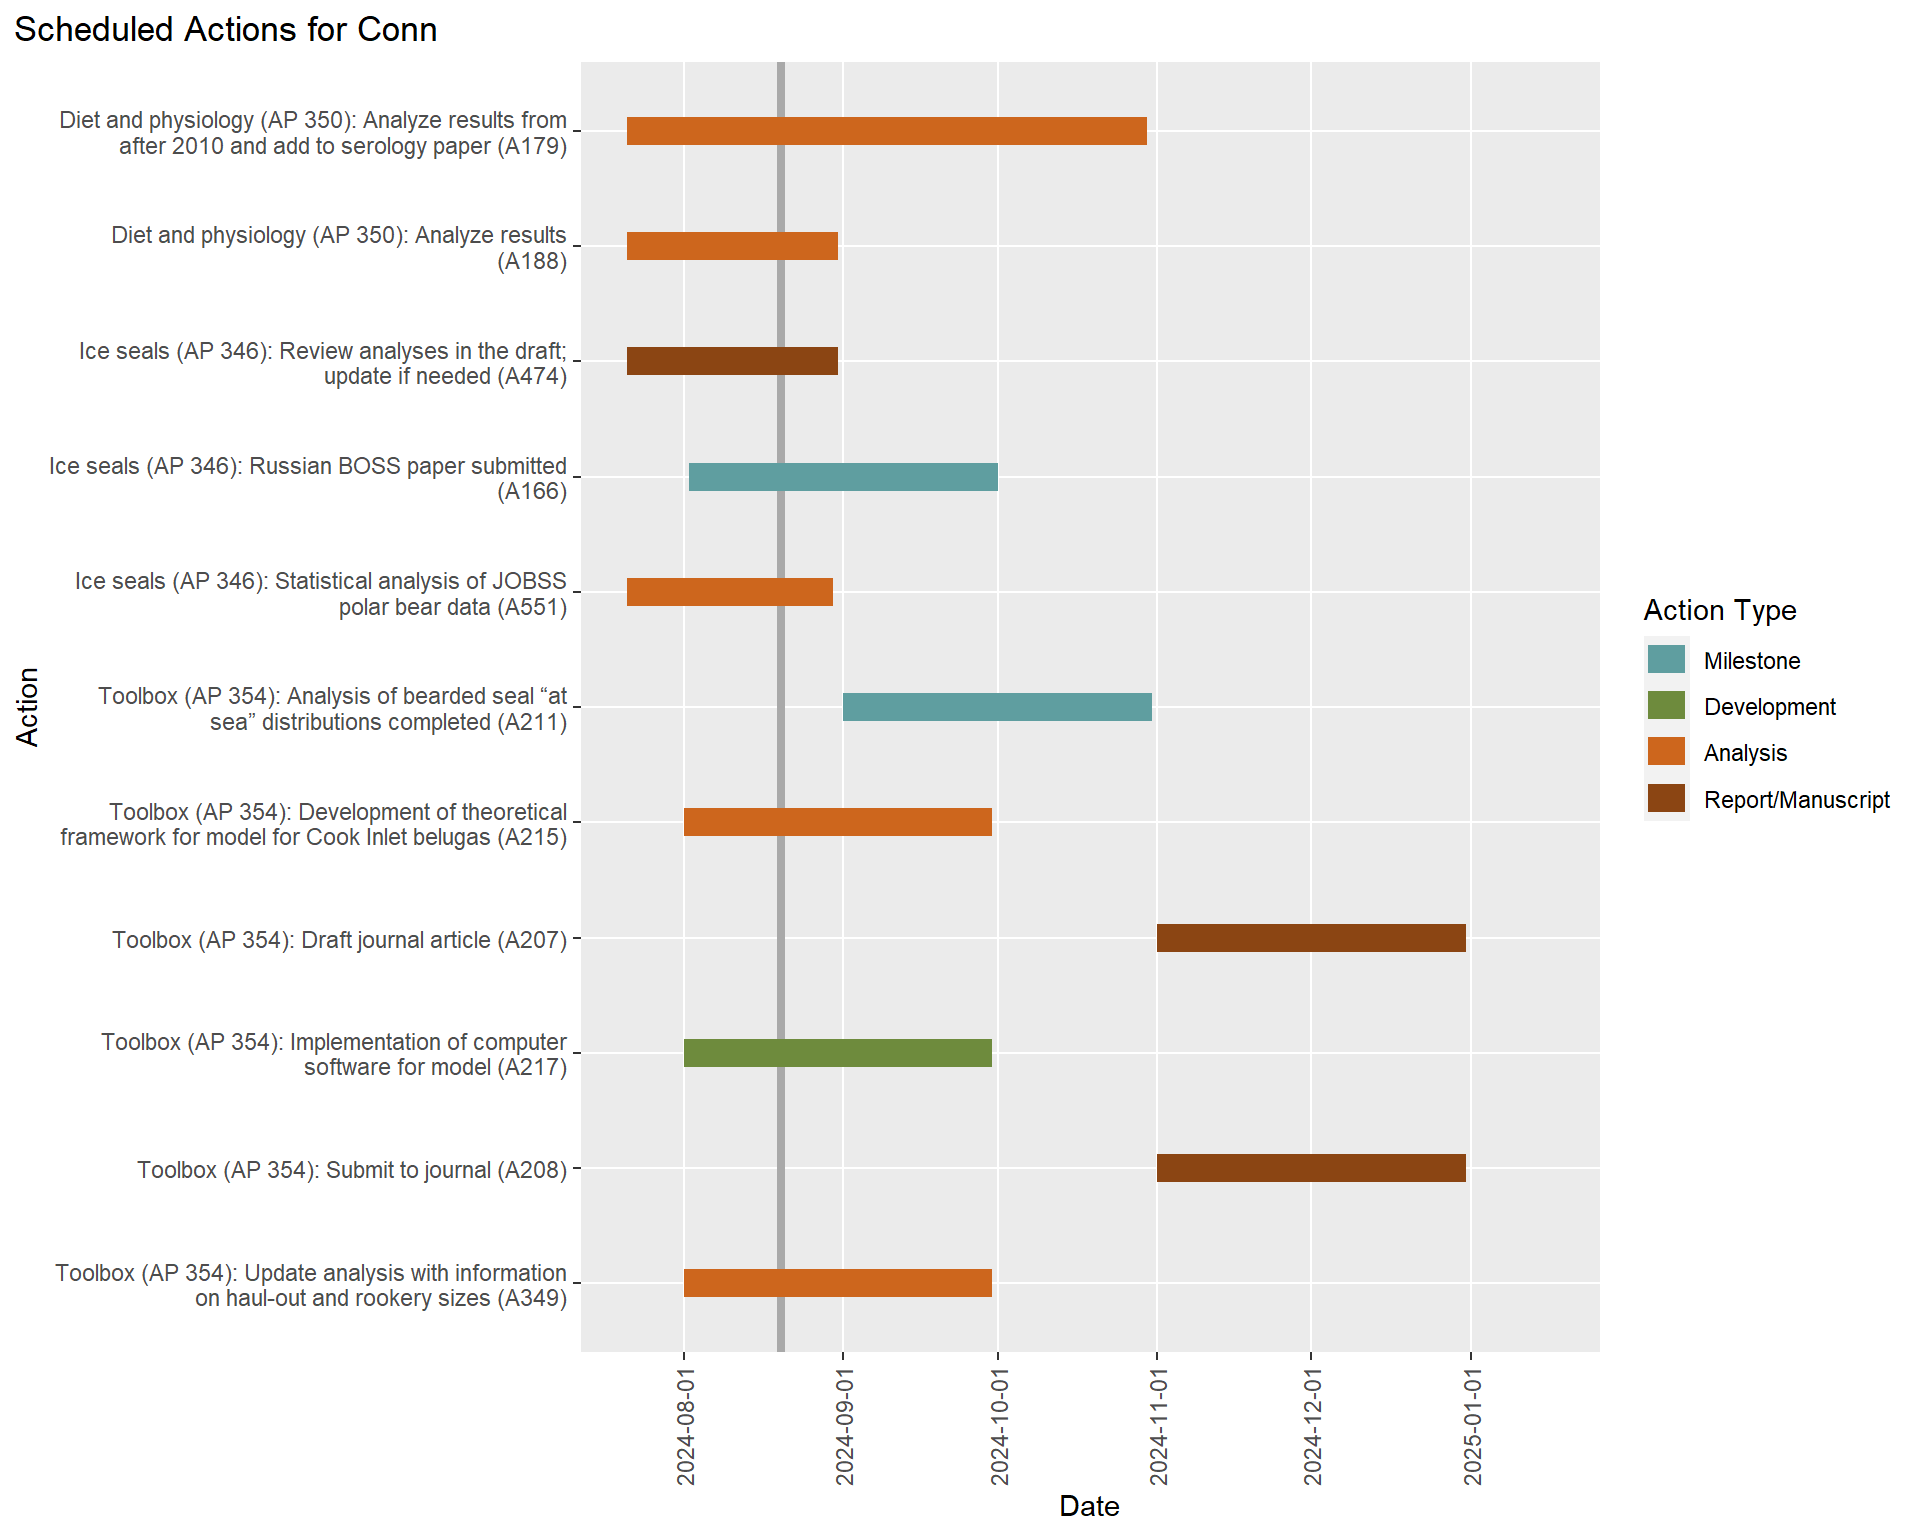 Scheduled Actions for Conn
Diet and physiology (AP 350): Analyze results from
after 2010 and add to serology paper (A179)
Diet and physiology (AP 350): Analyze results
(A188)
Ice seals (AP 346): Review analyses in the draft;
update if needed (A474)
Ice seals (AP 346): Russian BOSS paper submitted
(A166)
Ice seals (AP 346): Statistical analysis of JOBSS
polar bear data (A551)
Toolbox (AP 354): Analysis of bearded seal “at
sea” distributions completed (A211)
Toolbox (AP 354): Development of theoretical
framework for model for Cook Inlet belugas (A215)
Toolbox (AP 354): Draft journal article (A207)
Toolbox (AP 354): Implementation of computer
software for model (A217)
Toolbox (AP 354): Submit to journal (A208)
Toolbox (AP 354): Update analysis with information
on haul-out and rookery sizes (A349)
Action
2024-08-01
2024-09-01
2024-10-01
2024-11-01
2024-12-01
2025-01-01
Date
Action Type
Milestone
Development
Analysis
Report/Manuscript